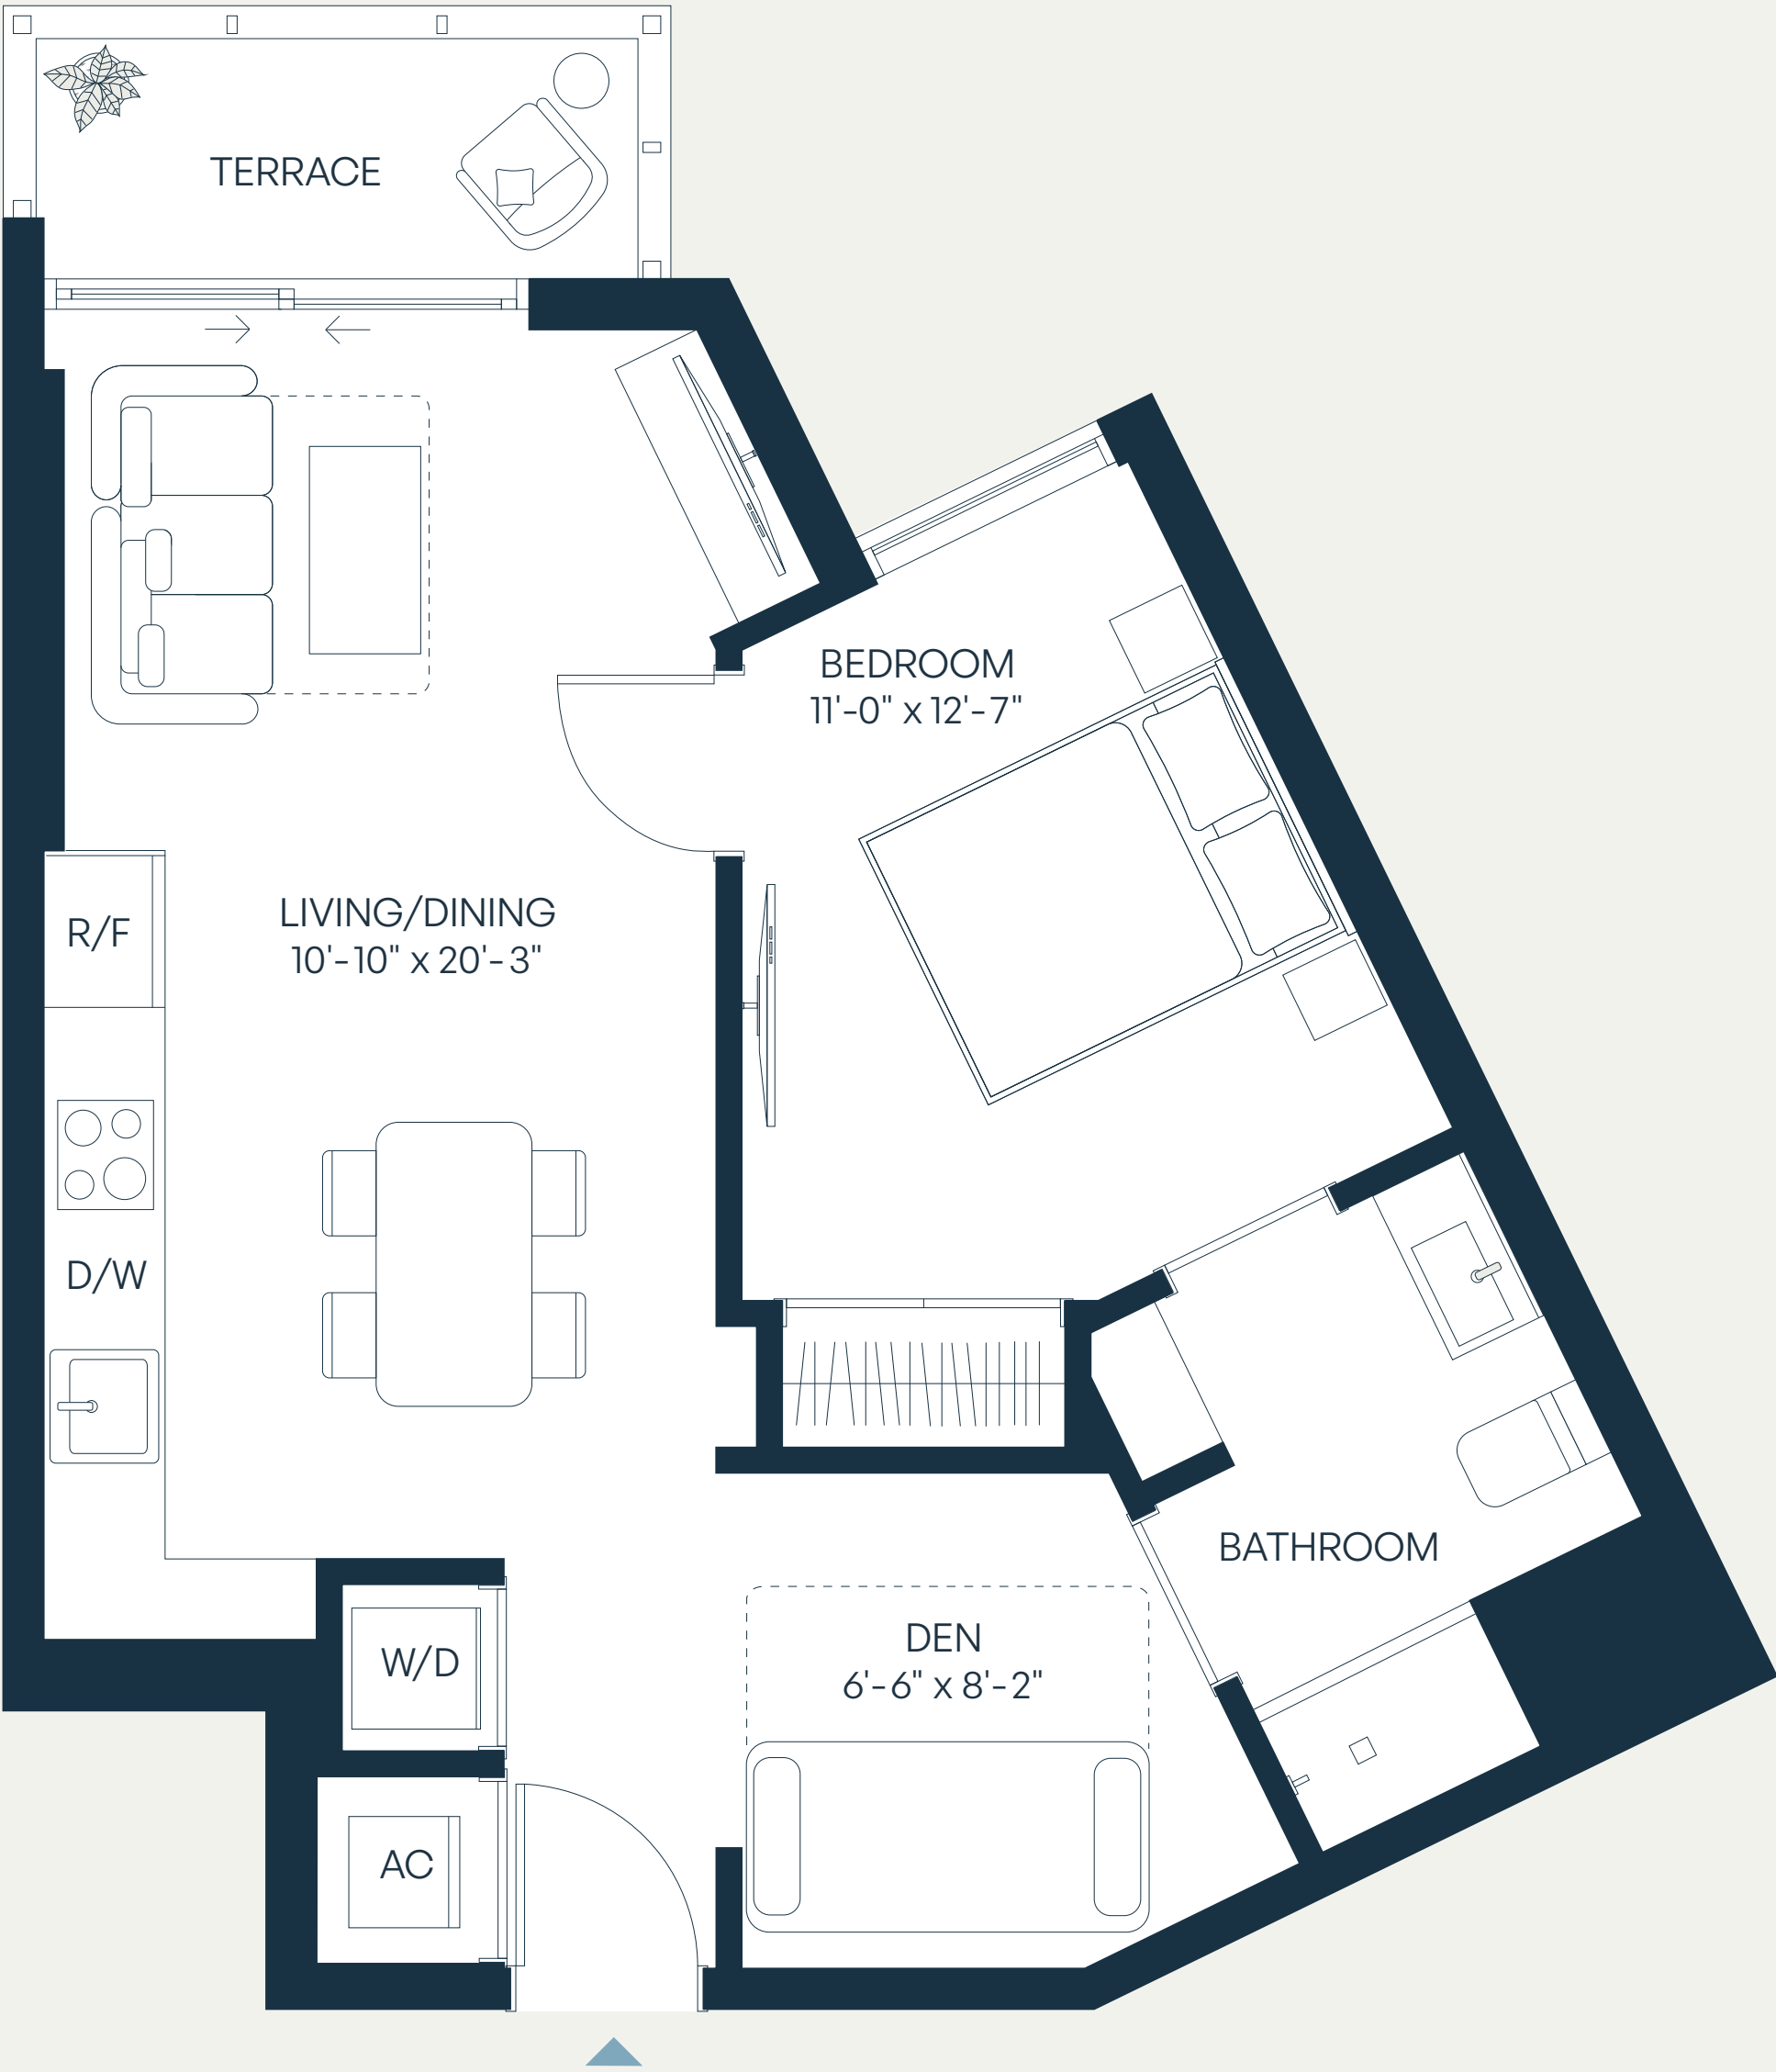 TERRACE
BEDROOM
11'-0" x 12'-7"
LIVING/DINING
10'-10" x 20'-3"
R/F
D/W
BATHROOM
DEN
6'-6" x 8'-2"
W/D
AC